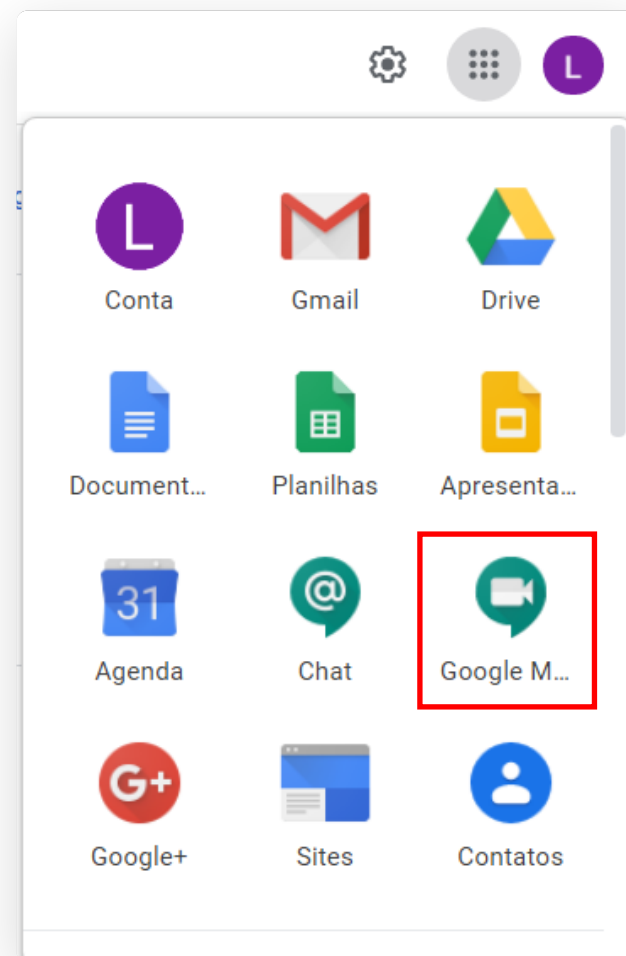 L
L
Conta
Gmail
Drive
Document...
Planilhas
Apresenta...
31
@
Agenda
Chat
Google M...
G+
Google+
Sites
Contatos